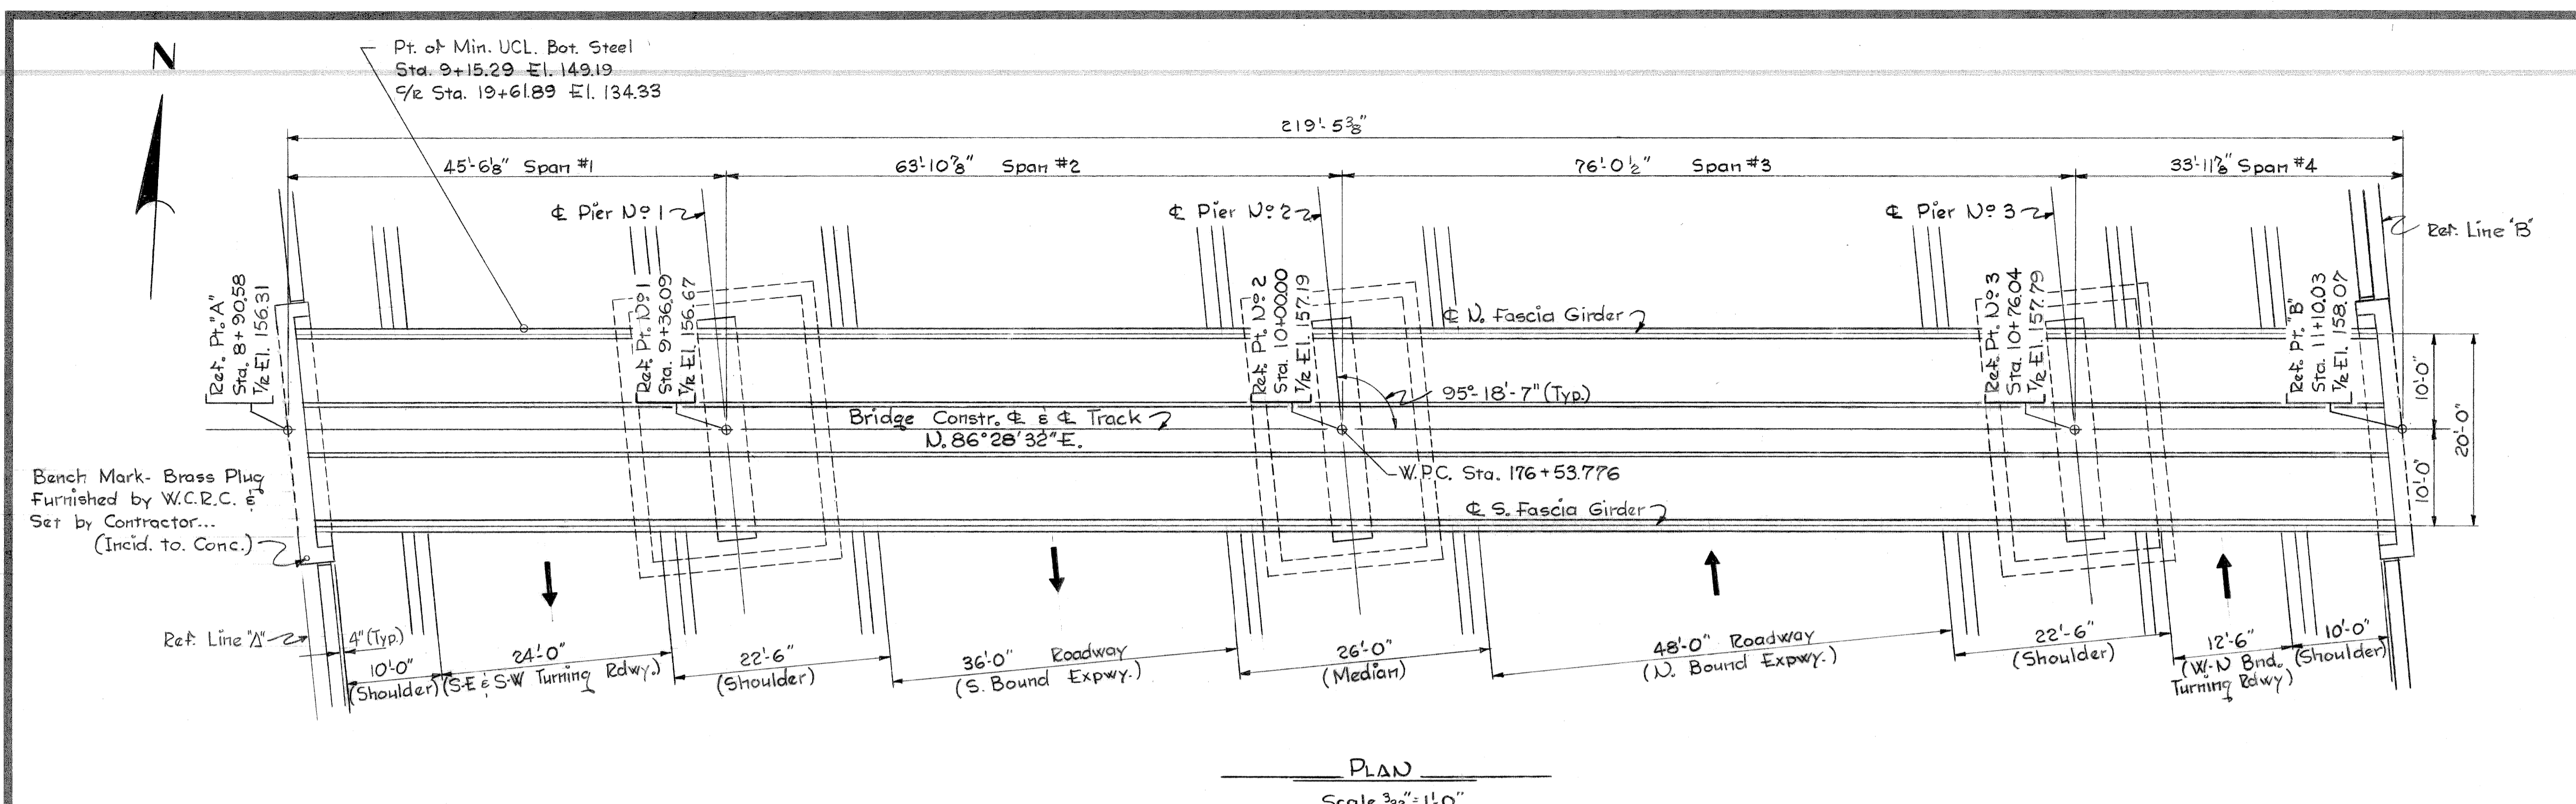 N
Pt. of Min. UCL. Bot. Steel
Sta. 9+15.29 El. 149.19
C/R Sta. 19+61.89 El. 134.33
219'-5 3/8"
45'-6 1/8" Span #1
63'-10 7/8" Span #2
76'-0 1/2" Span #3
33'-11 7/8" Span #4
℄ Pier No 1
℄ Pier No 2
℄ Pier No 3
Ref. Line "B"
Ref. Pt. "A"
Sta. 8+90.58
T/R El. 156.31
Ref. Pt. No 1
Sta. 9+36.09
T/R El. 156.67
Ref. Pt. No 2
Sta. 10+00.00
T/R El. 157.19
Ref. Pt. No 3
Sta. 10+76.04
T/R El. 157.79
Ref. Pt. "B"
Sta. 11+10.03
T/R El. 158.07
℄ N. Fascia Girder
95°-18'-7" (Typ.)
Bridge Constr. ℄ & ℄ Track
N. 86°28'32" E.
10'-0"
20'-0"
10'-0"
W.P.C. Sta. 176+53.776
℄ S. Fascia Girder
Bench Mark- Brass Plug
Furnished by W.C.R.C. &
Set by Contractor...
(Incid. to. Conc.)
Ref. Line "A"
4" (Typ.)
10'-0"
(Shoulder)
24'-0"
(S-E & S-W Turning Rdwy.)
22'-6"
(Shoulder)
36'-0" Roadway
(S. Bound Expwy.)
26'-0"
(Median)
48'-0" Roadway
(N. Bound Expwy.)
22'-6"
(Shoulder)
12'-6"
(W.-N Bnd.
Turning Rdwy)
10'-0"
(Shoulder)
PLAN
Scale 3/32"=1'-0"